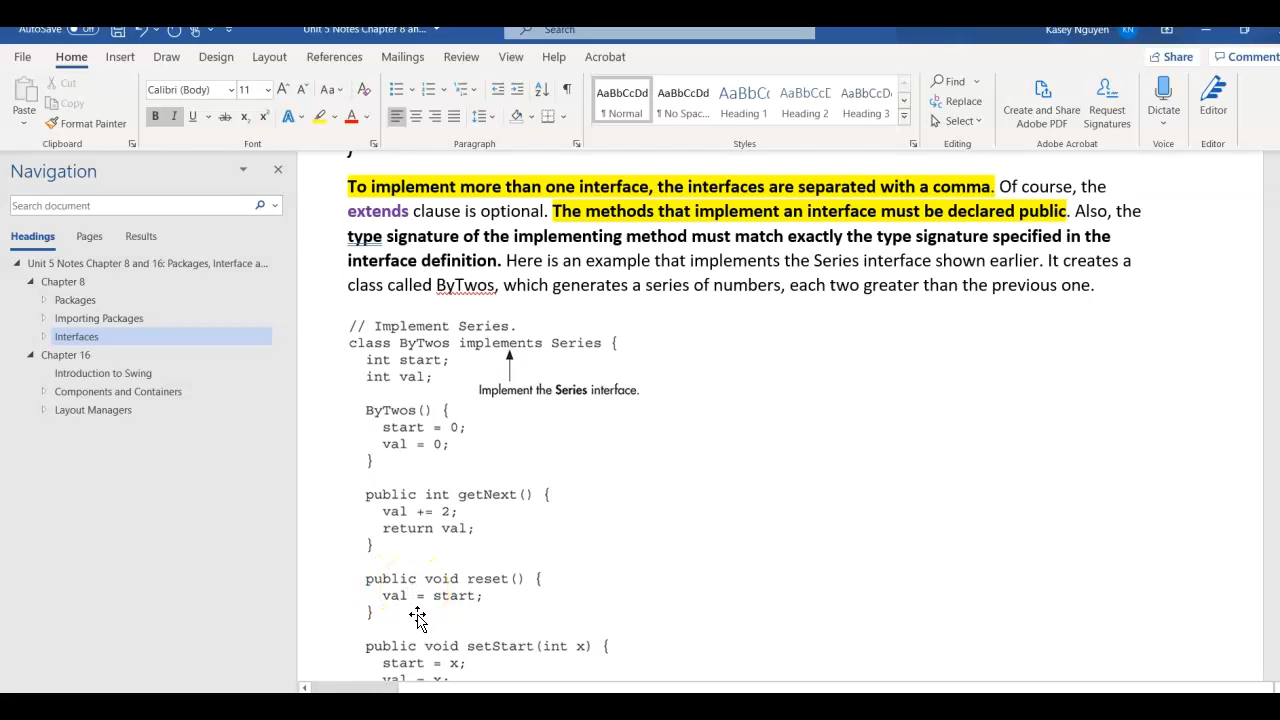 AutoSave Off Unit 5 Notes Chapter 8 an... Search Kasey Nguyen KN
File Home Insert Draw Design Layout References Mailings Review View Help Acrobat Share Comment
Paste Cut Copy Format Painter Clipboard
Calibri (Body) 11 Font
Paragraph
AaBbCcDd AaBbCcDd AaBbCc AaBbCcD AaBbCcD
¶ Normal ¶ No Spac... Heading 1 Heading 2 Heading 3
Styles
Find Replace Select Editing
Create and Share Adobe PDF Request Signatures Adobe Acrobat
Dictate Voice
Editor Editor
Navigation
Search document
Headings Pages Results
Unit 5 Notes Chapter 8 and 16: Packages, Interface a...
Chapter 8
Packages
Importing Packages
Interfaces
Chapter 16
Introduction to Swing
Components and Containers
Layout Managers
}
To implement more than one interface, the interfaces are separated with a comma. Of course, the
extends clause is optional. The methods that implement an interface must be declared public. Also, the
type signature of the implementing method must match exactly the type signature specified in the
interface definition. Here is an example that implements the Series interface shown earlier. It creates a
class called ByTwos, which generates a series of numbers, each two greater than the previous one.
// Implement Series.
class ByTwos implements Series {
int start;
int val;
Implement the Series interface.
ByTwos() {
start = 0;
val = 0;
}
public int getNext() {
val += 2;
return val;
}
public void reset() {
val = start;
}
public void setStart(int x) {
start = x;
val = x;